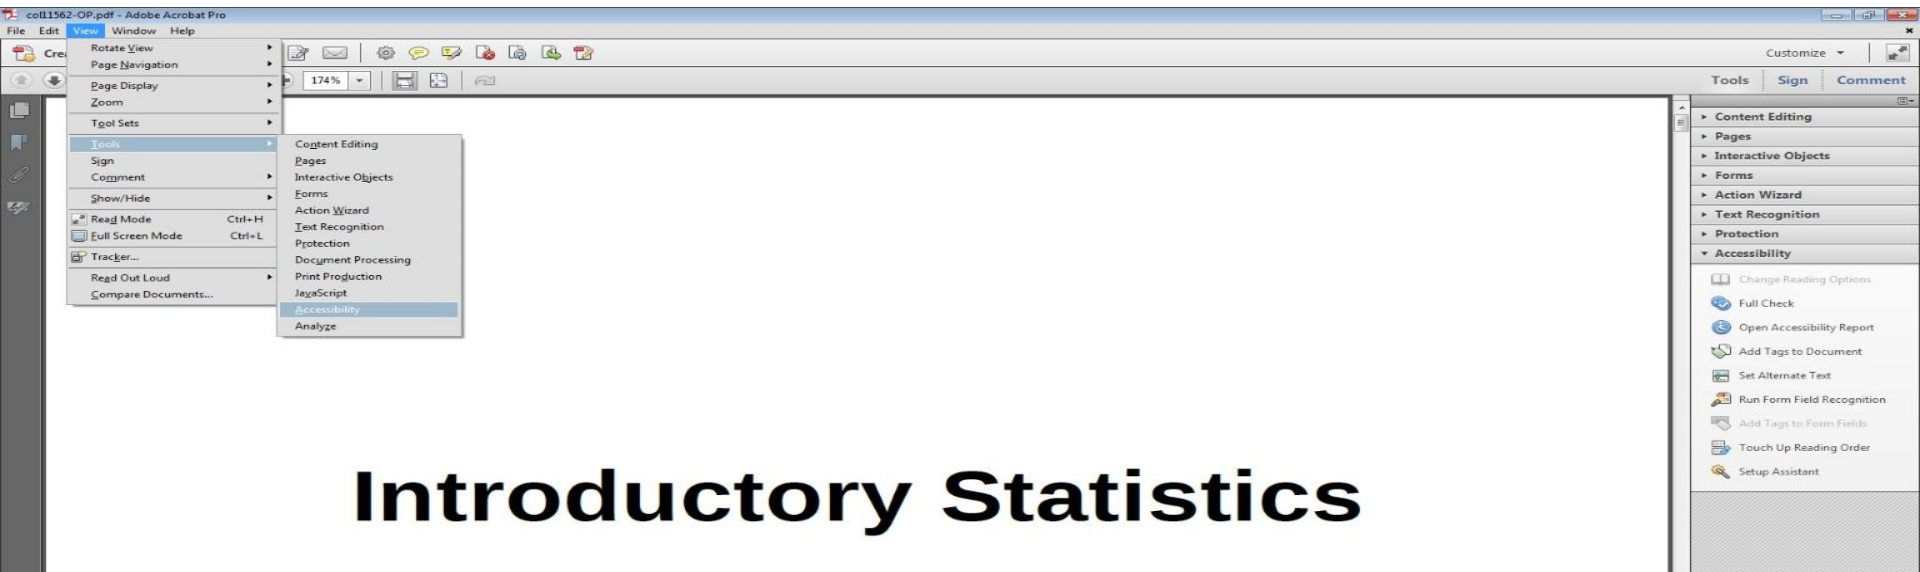 col11562-OP.pdf - Adobe Acrobat Pro
File Edit View Window Help
Customize
174%
Tools Sign Comment
Rotate View
Page Navigation
Page Display
Zoom
Tool Sets
Tools
Sign
Comment
Show/Hide
Read Mode Ctrl+H
Full Screen Mode Ctrl+L
Tracker...
Read Out Loud
Compare Documents...
Content Editing
Pages
Interactive Objects
Forms
Action Wizard
Text Recognition
Protection
Document Processing
Print Production
JavaScript
Accessibility
Analyze
Introductory Statistics
Content Editing
Pages
Interactive Objects
Forms
Action Wizard
Text Recognition
Protection
Accessibility
Change Reading Options
Full Check
Open Accessibility Report
Add Tags to Document
Set Alternate Text
Run Form Field Recognition
Add Tags to Form Fields
Touch Up Reading Order
Setup Assistant